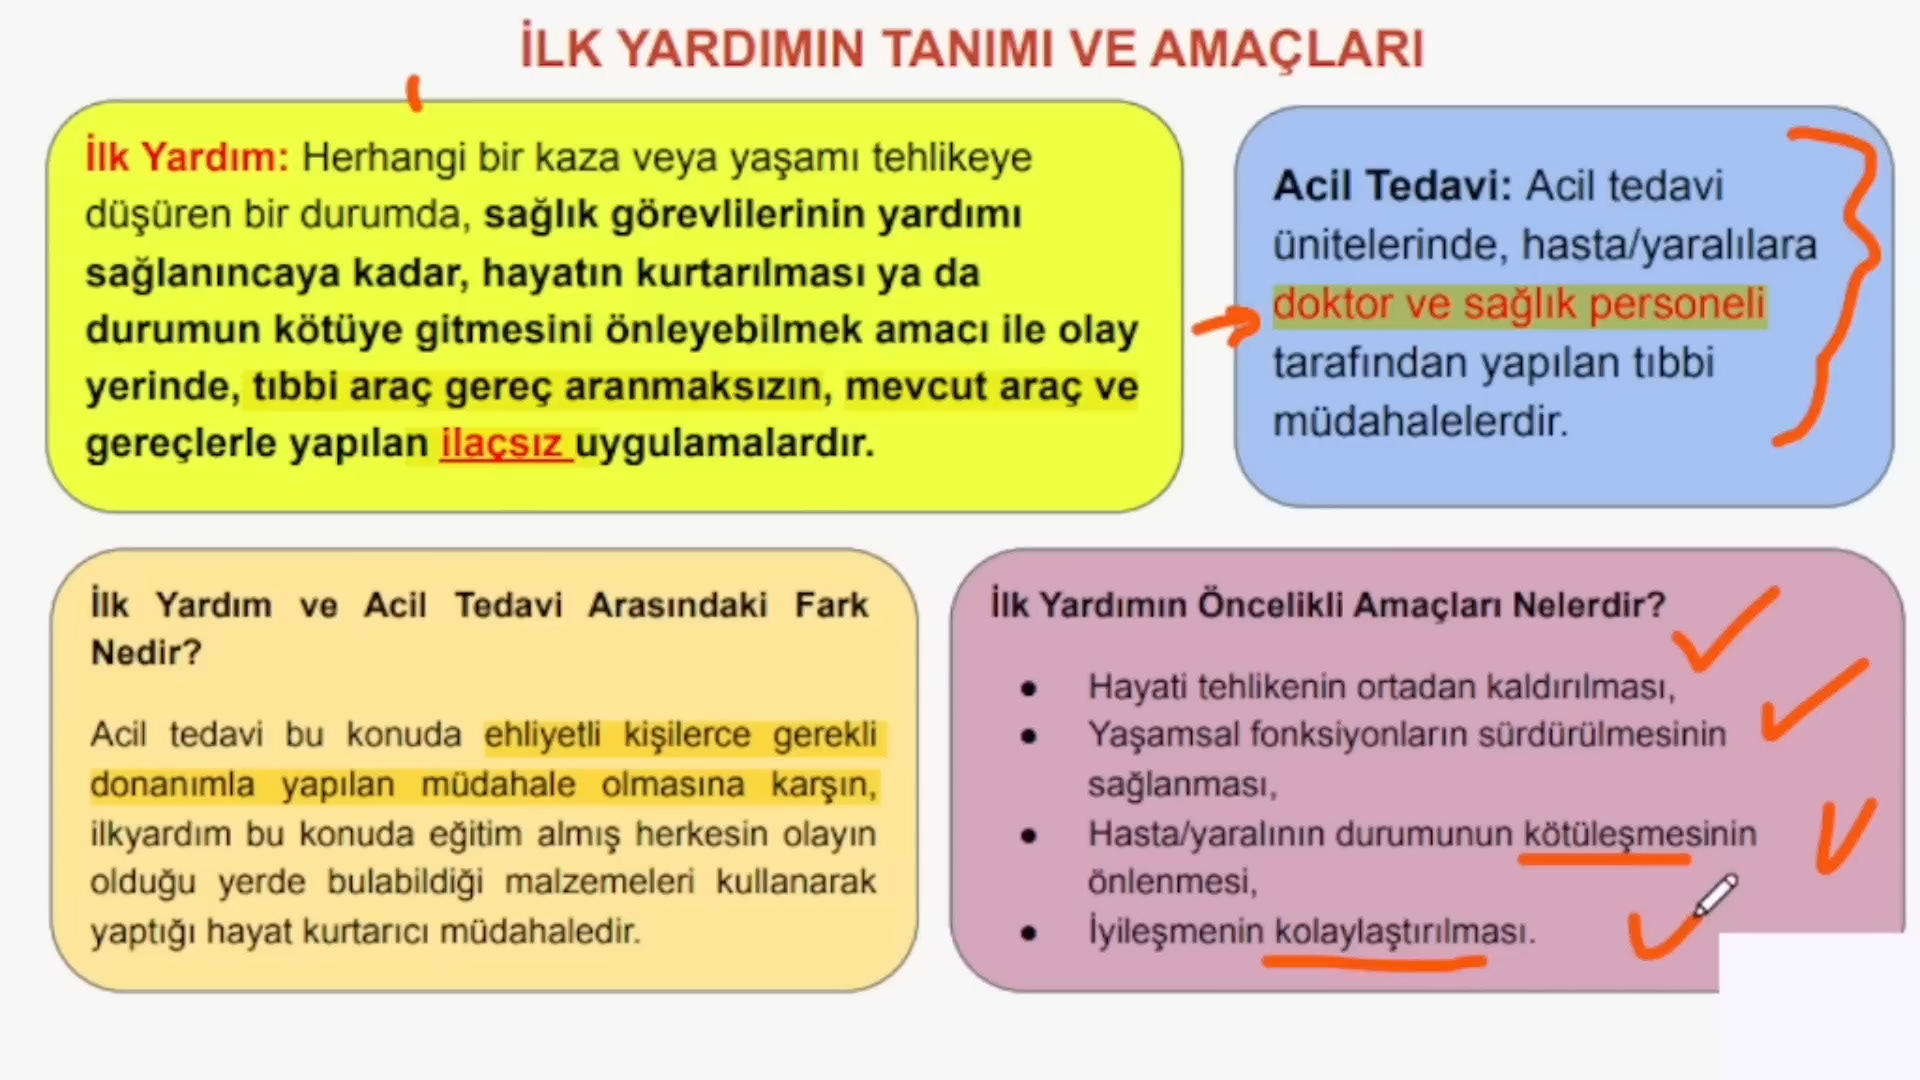 İLK YARDIMIN TANIMI VE AMAÇLARI
İlk Yardım: Herhangi bir kaza veya yaşamı tehlikeye
düşüren bir durumda, sağlık görevlilerinin yardımı
sağlanıncaya kadar, hayatın kurtarılması ya da
durumun kötüye gitmesini önleyebilmek amacı ile olay
yerinde, tıbbi araç gereç aranmaksızın, mevcut araç ve
gereçlerle yapılan ilaçsız uygulamalardır.
Acil Tedavi: Acil tedavi
ünitelerinde, hasta/yaralılara
doktor ve sağlık personeli
tarafından yapılan tıbbi
müdahalelerdir.
İlk Yardım ve Acil Tedavi Arasındaki Fark
Nedir?
Acil tedavi bu konuda ehliyetli kişilerce gerekli
donanımla yapılan müdahale olmasına karşın,
ilkyardım bu konuda eğitim almış herkesin olayın
olduğu yerde bulabildiği malzemeleri kullanarak
yaptığı hayat kurtarıcı müdahaledir.
İlk Yardımın Öncelikli Amaçları Nelerdir?
● Hayati tehlikenin ortadan kaldırılması,
● Yaşamsal fonksiyonların sürdürülmesinin
sağlanması,
● Hasta/yaralının durumunun kötüleşmesinin
önlenmesi,
● İyileşmenin kolaylaştırılması.